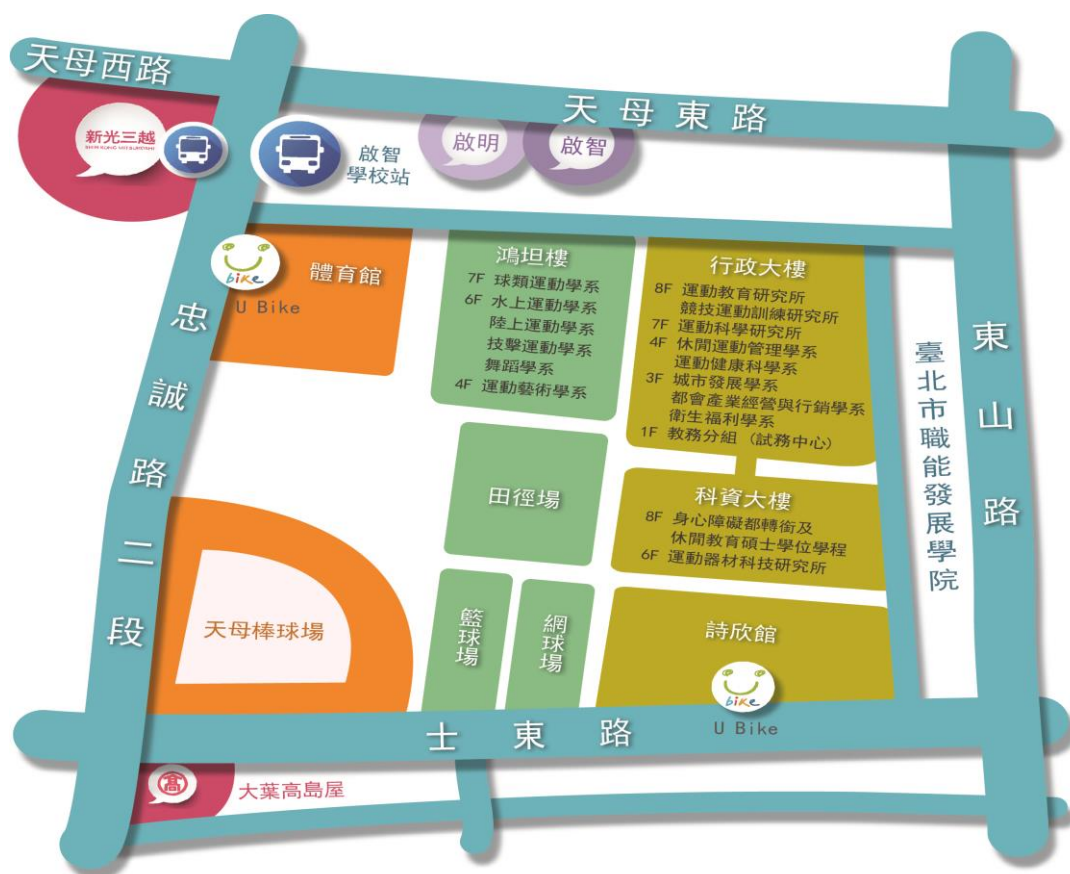 天母西路
天母東路
新光三越
啟智
學校站
啟明
啟智
bike
U Bike
體育館
鴻坦樓
7F 球類運動學系
6F 水上運動學系
陸上運動學系
技擊運動學系
舞蹈學系
4F 運動藝術學系
行政大樓
8F 運動教育研究所
競技運動訓練研究所
7F 運動科學研究所
4F 休閒運動管理學系
運動健康科學系
3F 城市發展學系
都會產業經營與行銷學系
衛生福利學系
1F 教務分組（試務中心）
忠誠路二段
東山路
臺北市職能發展學院
田徑場
科資大樓
8F 身心障礙都轉銜及
休閒教育碩士學位學程
6F 運動器材科技研究所
天母棒球場
籃球場
網球場
詩欣館
bike
U Bike
士東路
髙
大葉高島屋